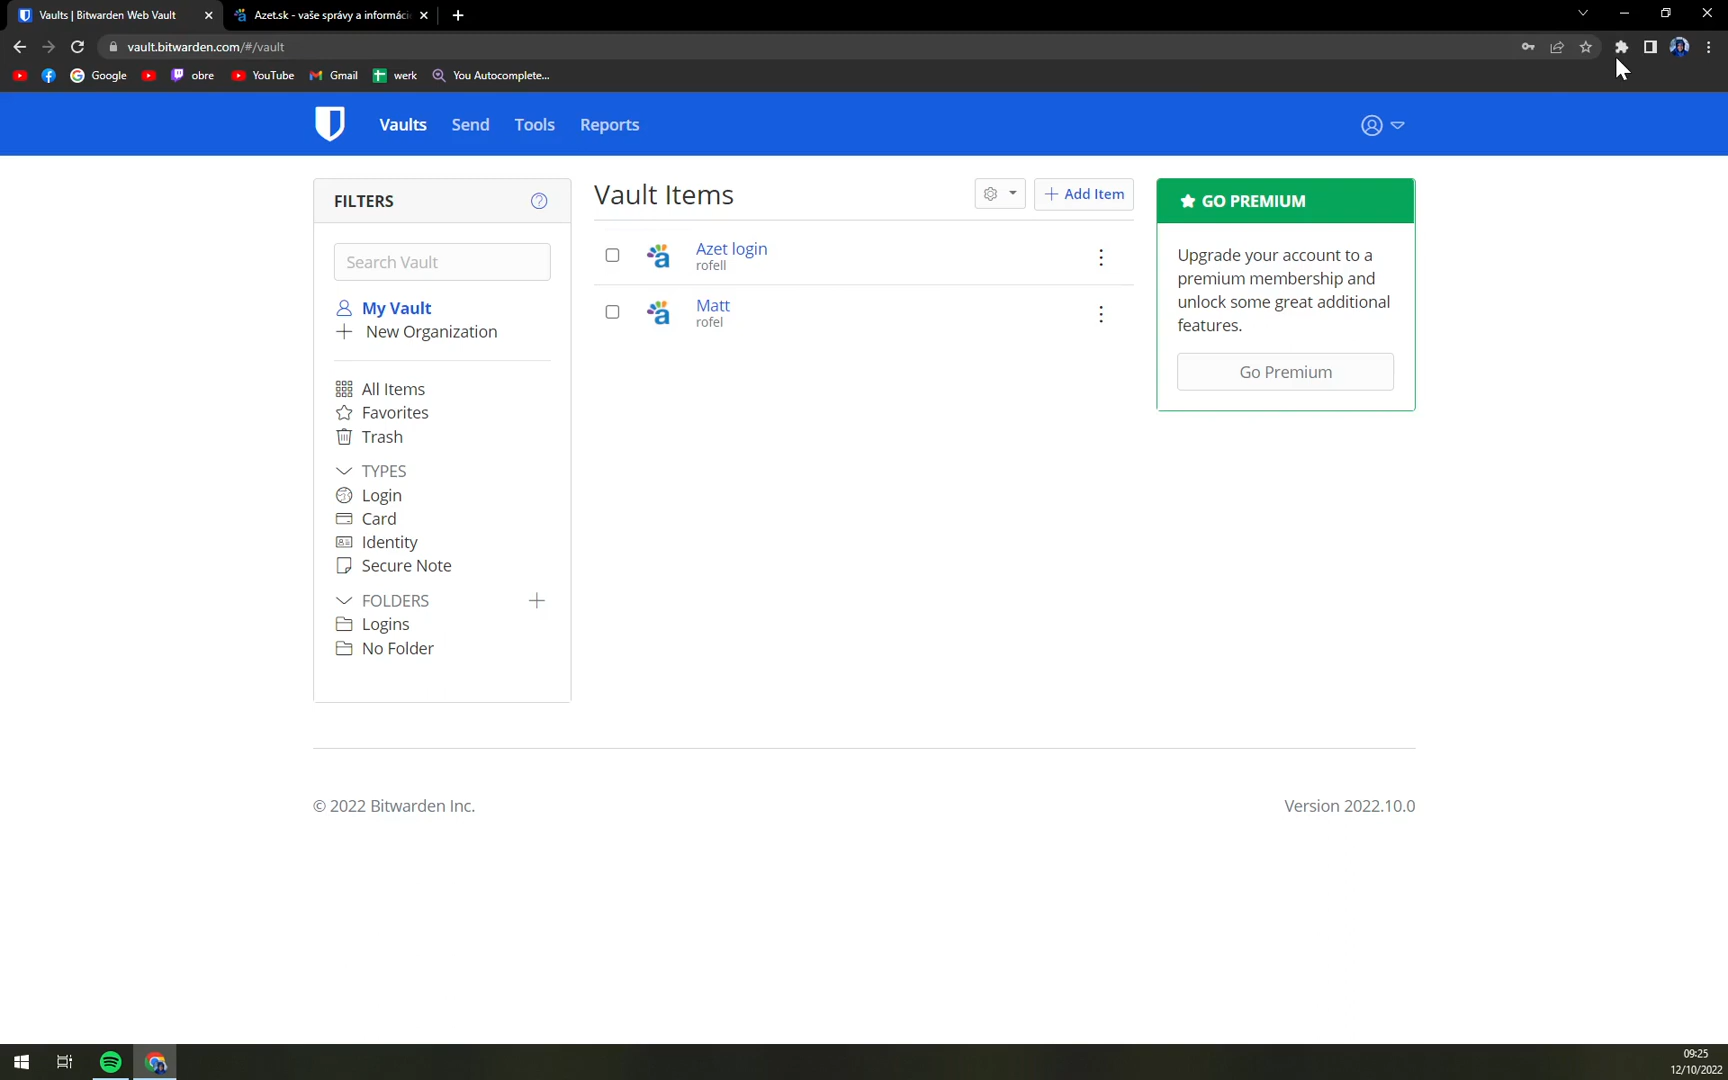 Vaults | Bitwarden Web Vault
Azet.sk - vaše správy a informáci
vault.bitwarden.com/#/vault
Google
obre
YouTube
Gmail
werk
You Autocomplete...
Vaults
Send
Tools
Reports
FILTERS
Search Vault
My Vault
New Organization
All Items
Favorites
Trash
TYPES
Login
Card
Identity
Secure Note
FOLDERS
Logins
No Folder
Vault Items
Add Item
Azet login
rofell
Matt
rofel
GO PREMIUM
Upgrade your account to a
premium membership and
unlock some great additional
features.
Go Premium
© 2022 Bitwarden Inc.
Version 2022.10.0
09:25
12/10/2022